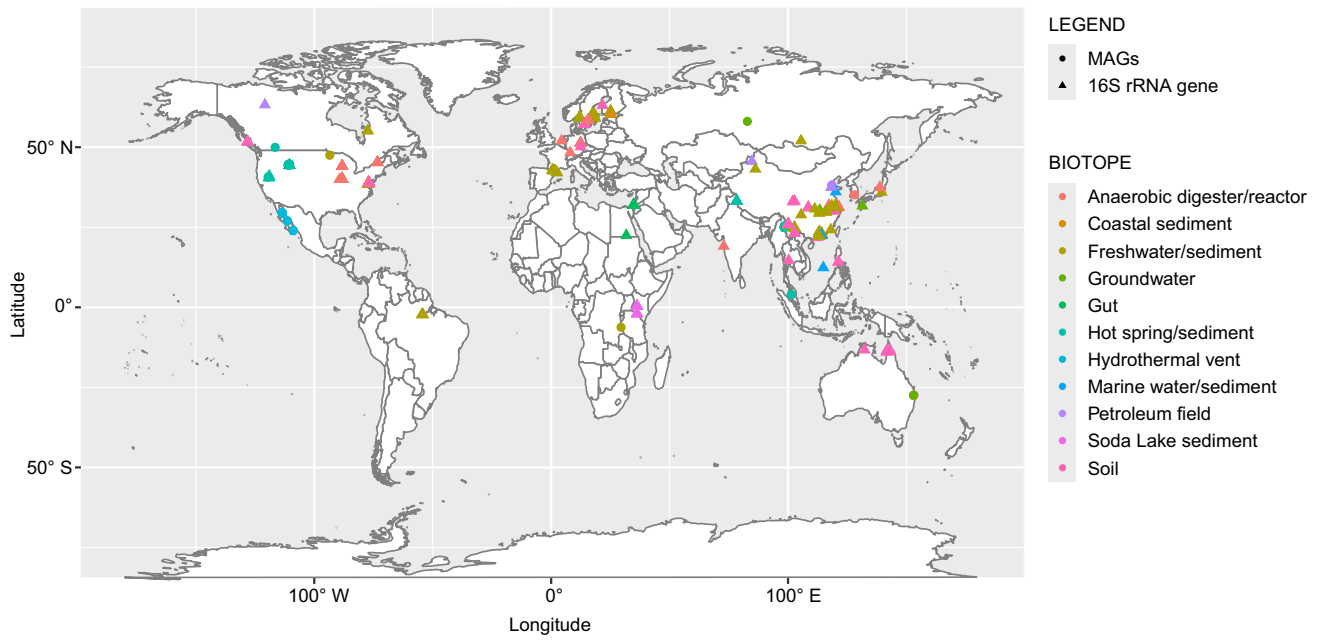 LEGEND
MAGs
16S rRNA gene
BIOTOPE
Anaerobic digester/reactor
Coastal sediment
Freshwater/sediment
Groundwater
Gut
Hot spring/sediment
Hydrothermal vent
Marine water/sediment
Petroleum field
Soda Lake sediment
Soil
Latitude
50° N
0°
50° S
100° W
0°
100° E
Longitude